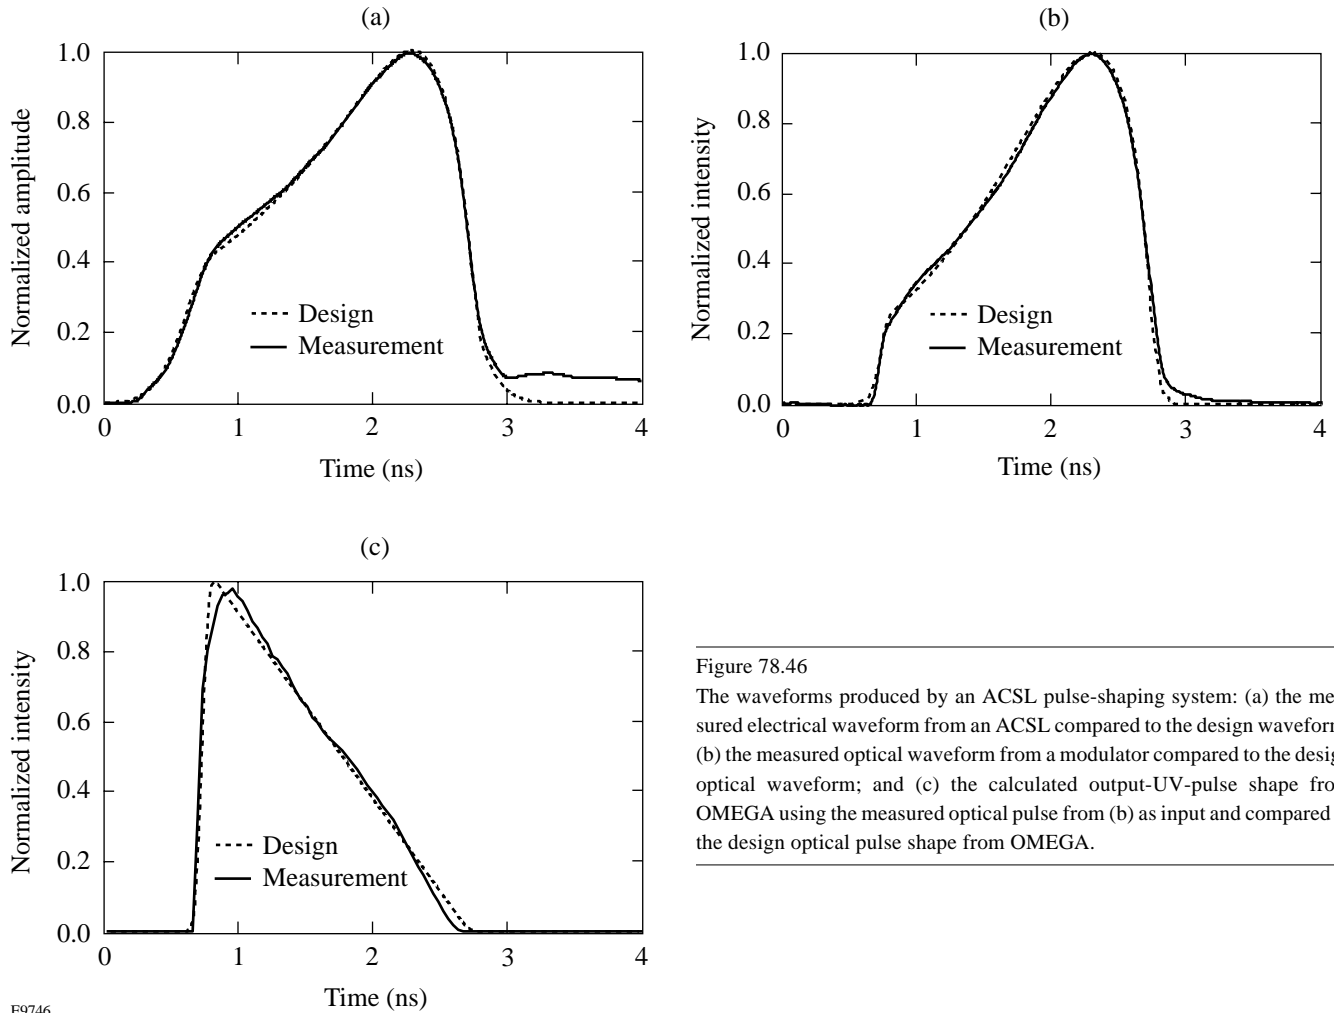 (a)
1.0
0.8
0.6
0.4
0.2
0.0
Normalized amplitude
Design
Measurement
0 1 2 3 4
Time (ns)
(b)
1.0
0.8
0.6
0.4
0.2
0.0
Normalized intensity
Design
Measurement
0 1 2 3 4
Time (ns)
(c)
1.0
0.8
0.6
0.4
0.2
0.0
Normalized intensity
Design
Measurement
0 1 2 3 4
Time (ns)
Figure 78.46
The waveforms produced by an ACSL pulse-shaping system: (a) the mea
sured electrical waveform from an ACSL compared to the design waveform
(b) the measured optical waveform from a modulator compared to the desig
optical waveform; and (c) the calculated output-UV-pulse shape fro
OMEGA using the measured optical pulse from (b) as input and compared
the design optical pulse shape from OMEGA.